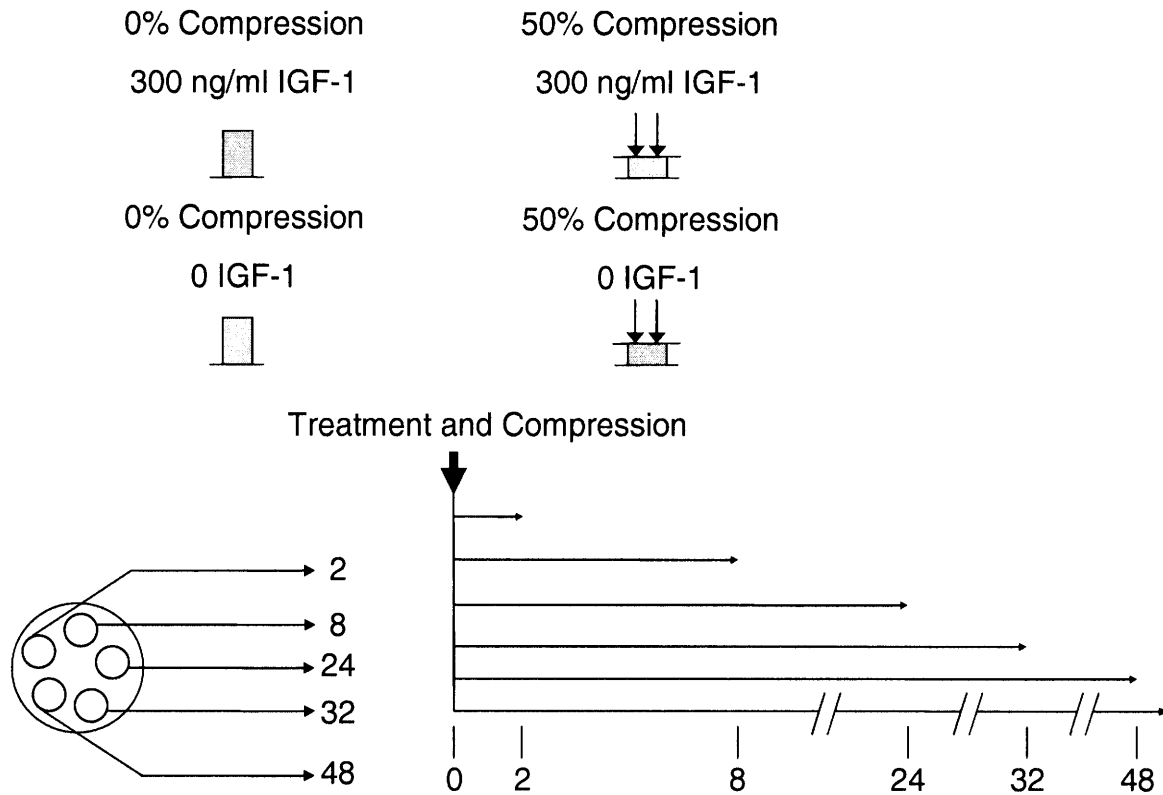 0% Compression
50% Compression
300 ng/ml IGF-1
300 ng/ml IGF-1
0% Compression
50% Compression
0 IGF-1
0 IGF-1
Treatment and Compression
2
8
24
32
48
0 2 8 24 32 48